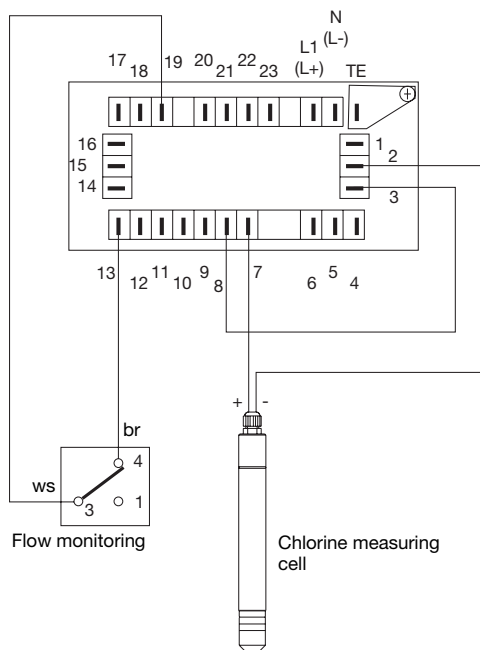 N
(L-)
L1
(L+)
TE
17
18
19
20
21
22
23
16
15
14
1
2
3
13
12
11
10
9
8
7
6
5
4
+ -
br
4
ws
3
1
Flow monitoring
Chlorine measuring
cell